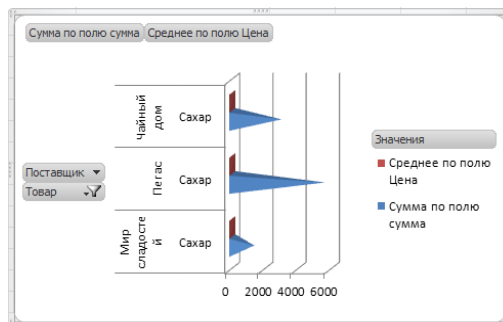 Сумма по полю сумма
Среднее по полю Цена
Чайный
дом
Сахар
Пегас
Сахар
Мир
сладосте
й
Сахар
Поставщик
Товар
0
2000
4000
6000
Значения
Среднее по полю
Цена
Сумма по полю
сумма